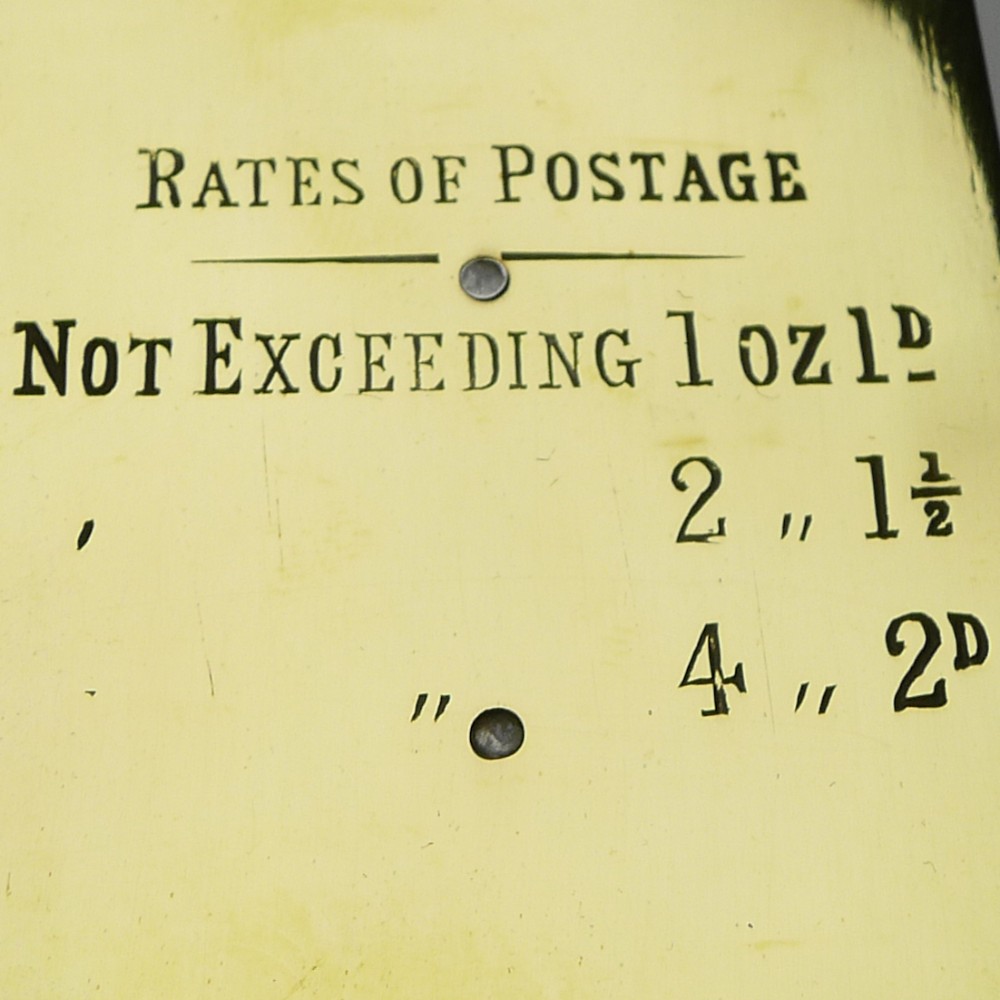 RATES OF POSTAGE
NOT EXCEEDING 1 OZ 1D
, 2 ,, 1½
,, 4 ,, 2D